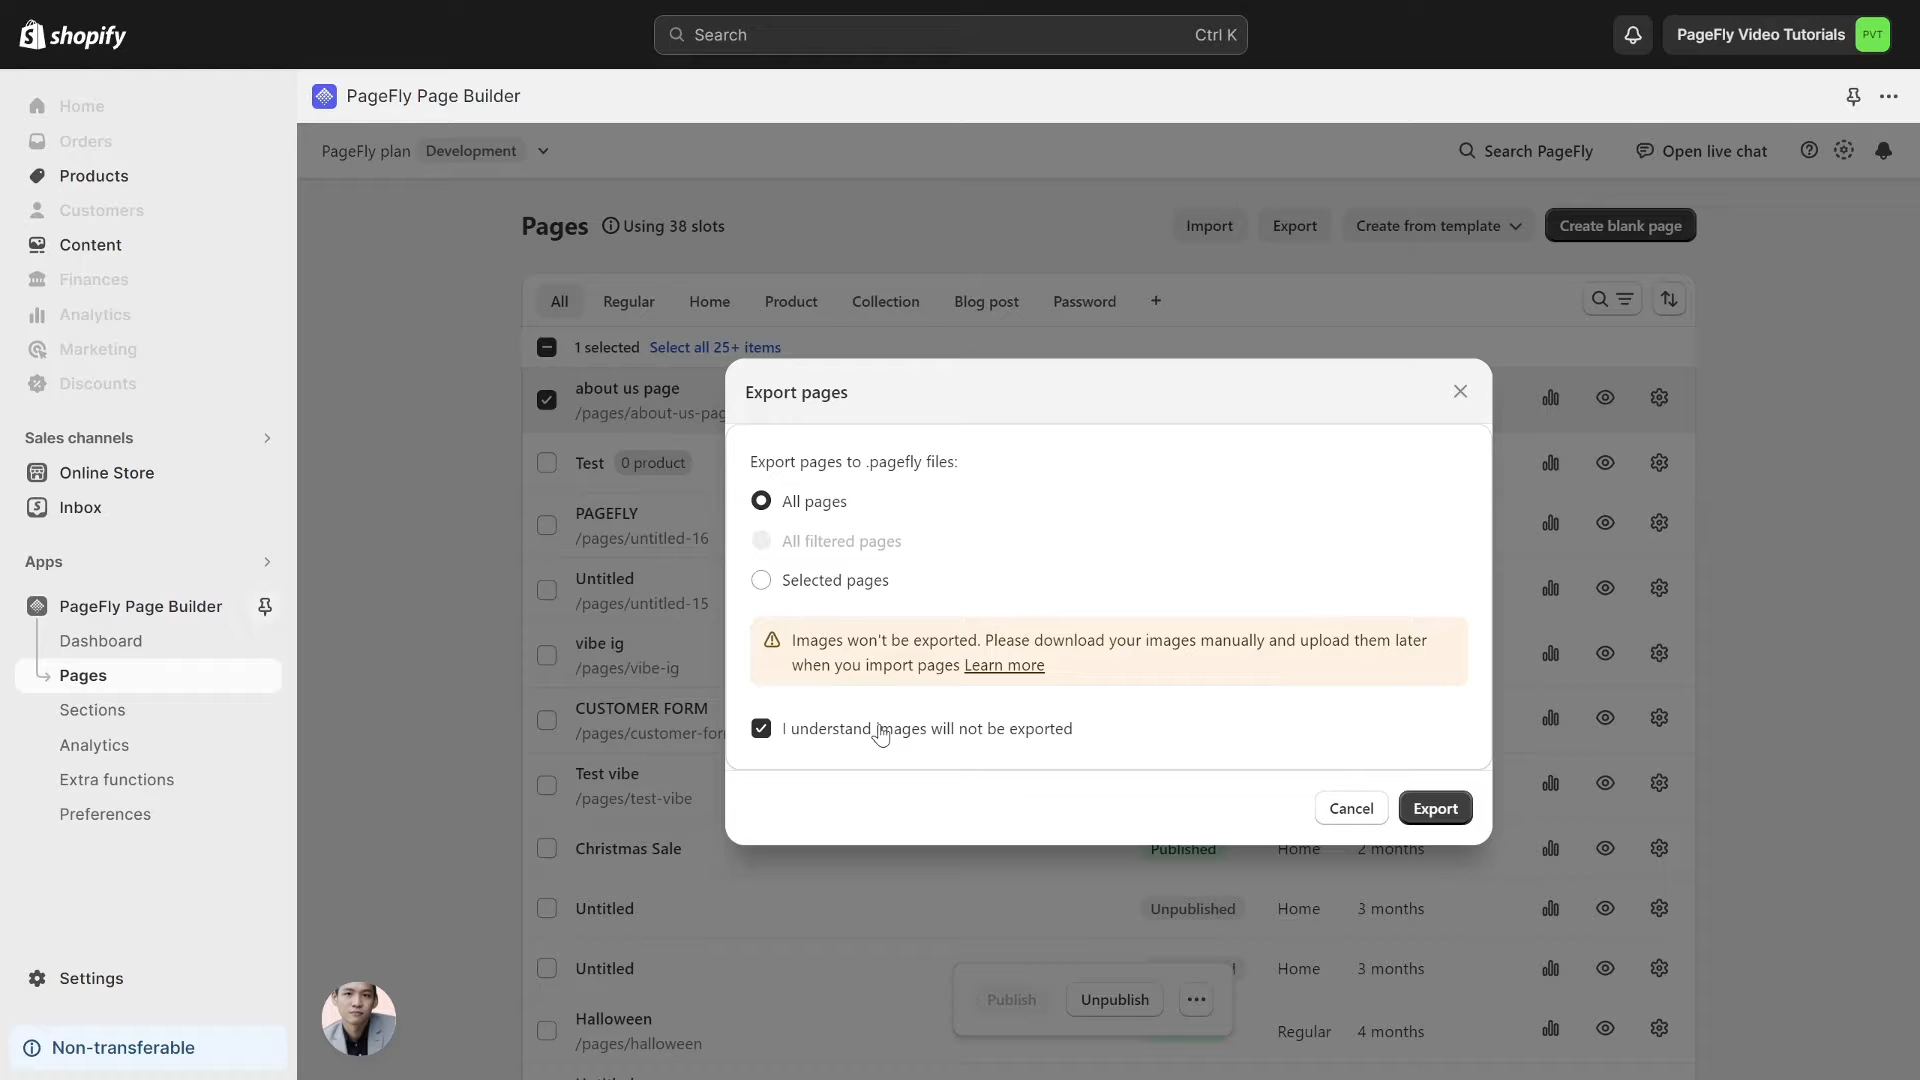 shopify
Search
Ctrl K
PageFly Video Tutorials
PVT
Home
Orders
Products
Customers
Content
Finances
Analytics
Marketing
Discounts
Sales channels
Online Store
Inbox
Apps
PageFly Page Builder
Dashboard
Pages
Sections
Analytics
Extra functions
Preferences
Settings
Non-transferable
PageFly Page Builder
PageFly plan Development
Search PageFly
Open live chat
Pages Using 38 slots
Import
Export
Create from template
Create blank page
All
Regular
Home
Product
Collection
Blog post
Password
+
1 selected Select all 25+ items
about us page
/pages/about-us-pag
Test 0 product
PAGEFLY
/pages/untitled-16
Untitled
/pages/untitled-15
vibe ig
/pages/vibe-ig
CUSTOMER FORM
/pages/customer-for
Test vibe
/pages/test-vibe
Christmas Sale Published Home 2 months
Untitled Unpublished Home 3 months
Untitled Home 3 months
Halloween
/pages/halloween
Regular 4 months
Export pages
Export pages to .pagefly files:
All pages
All filtered pages
Selected pages
Images won't be exported. Please download your images manually and upload them later
when you import pages Learn more
I understand images will not be exported
Cancel
Export
Publish
Unpublish